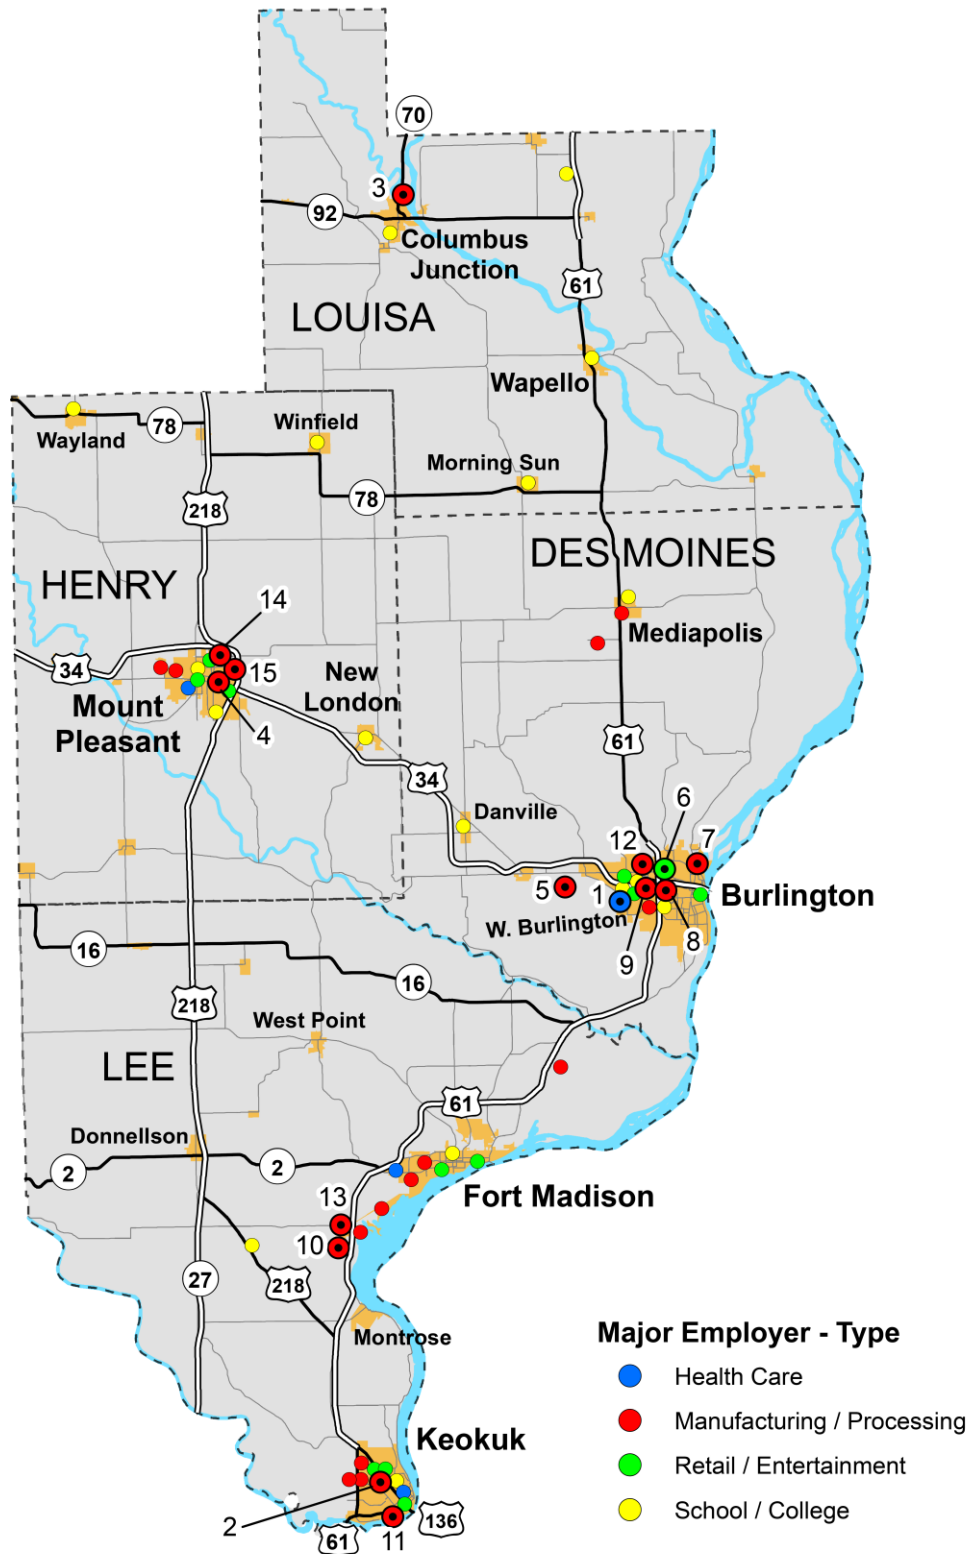 70
3
92
Columbus
Junction
61
LOUISA
Wapello
Wayland
78
Winfield
Morning Sun
78
218
DES MOINES
HENRY
14
Mediapolis
34
15
New
London
Mount
Pleasant
4
61
34
6
Danville
12
7
5
1
Burlington
W. Burlington
8
9
16
16
218
West Point
LEE
61
Donnellson
2
2
Fort Madison
13
10
27
218
Montrose
Major Employer - Type
Health Care
Manufacturing / Processing
Retail / Entertainment
School / College
Keokuk
2
61
11
136